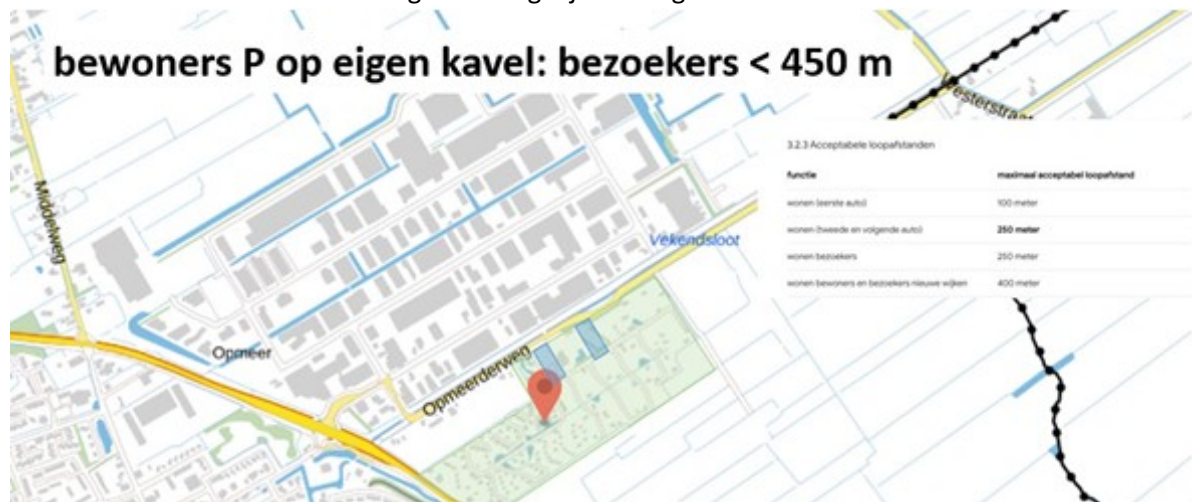 bewoners P op eigen kavel: bezoekers < 450 m
Westerstraat
3.2.3 Acceptabele loopafstanden
functie maximaal acceptabel loopafstand
wonen (eerste auto) 100 meter
wonen (tweede en volgende auto) 250 meter
wonen bezoekers 250 meter
wonen bewoners en bezoekers nieuwe wijken 400 meter
Middelweg
Vekendsloot
Opmeer
Opmeerderweg